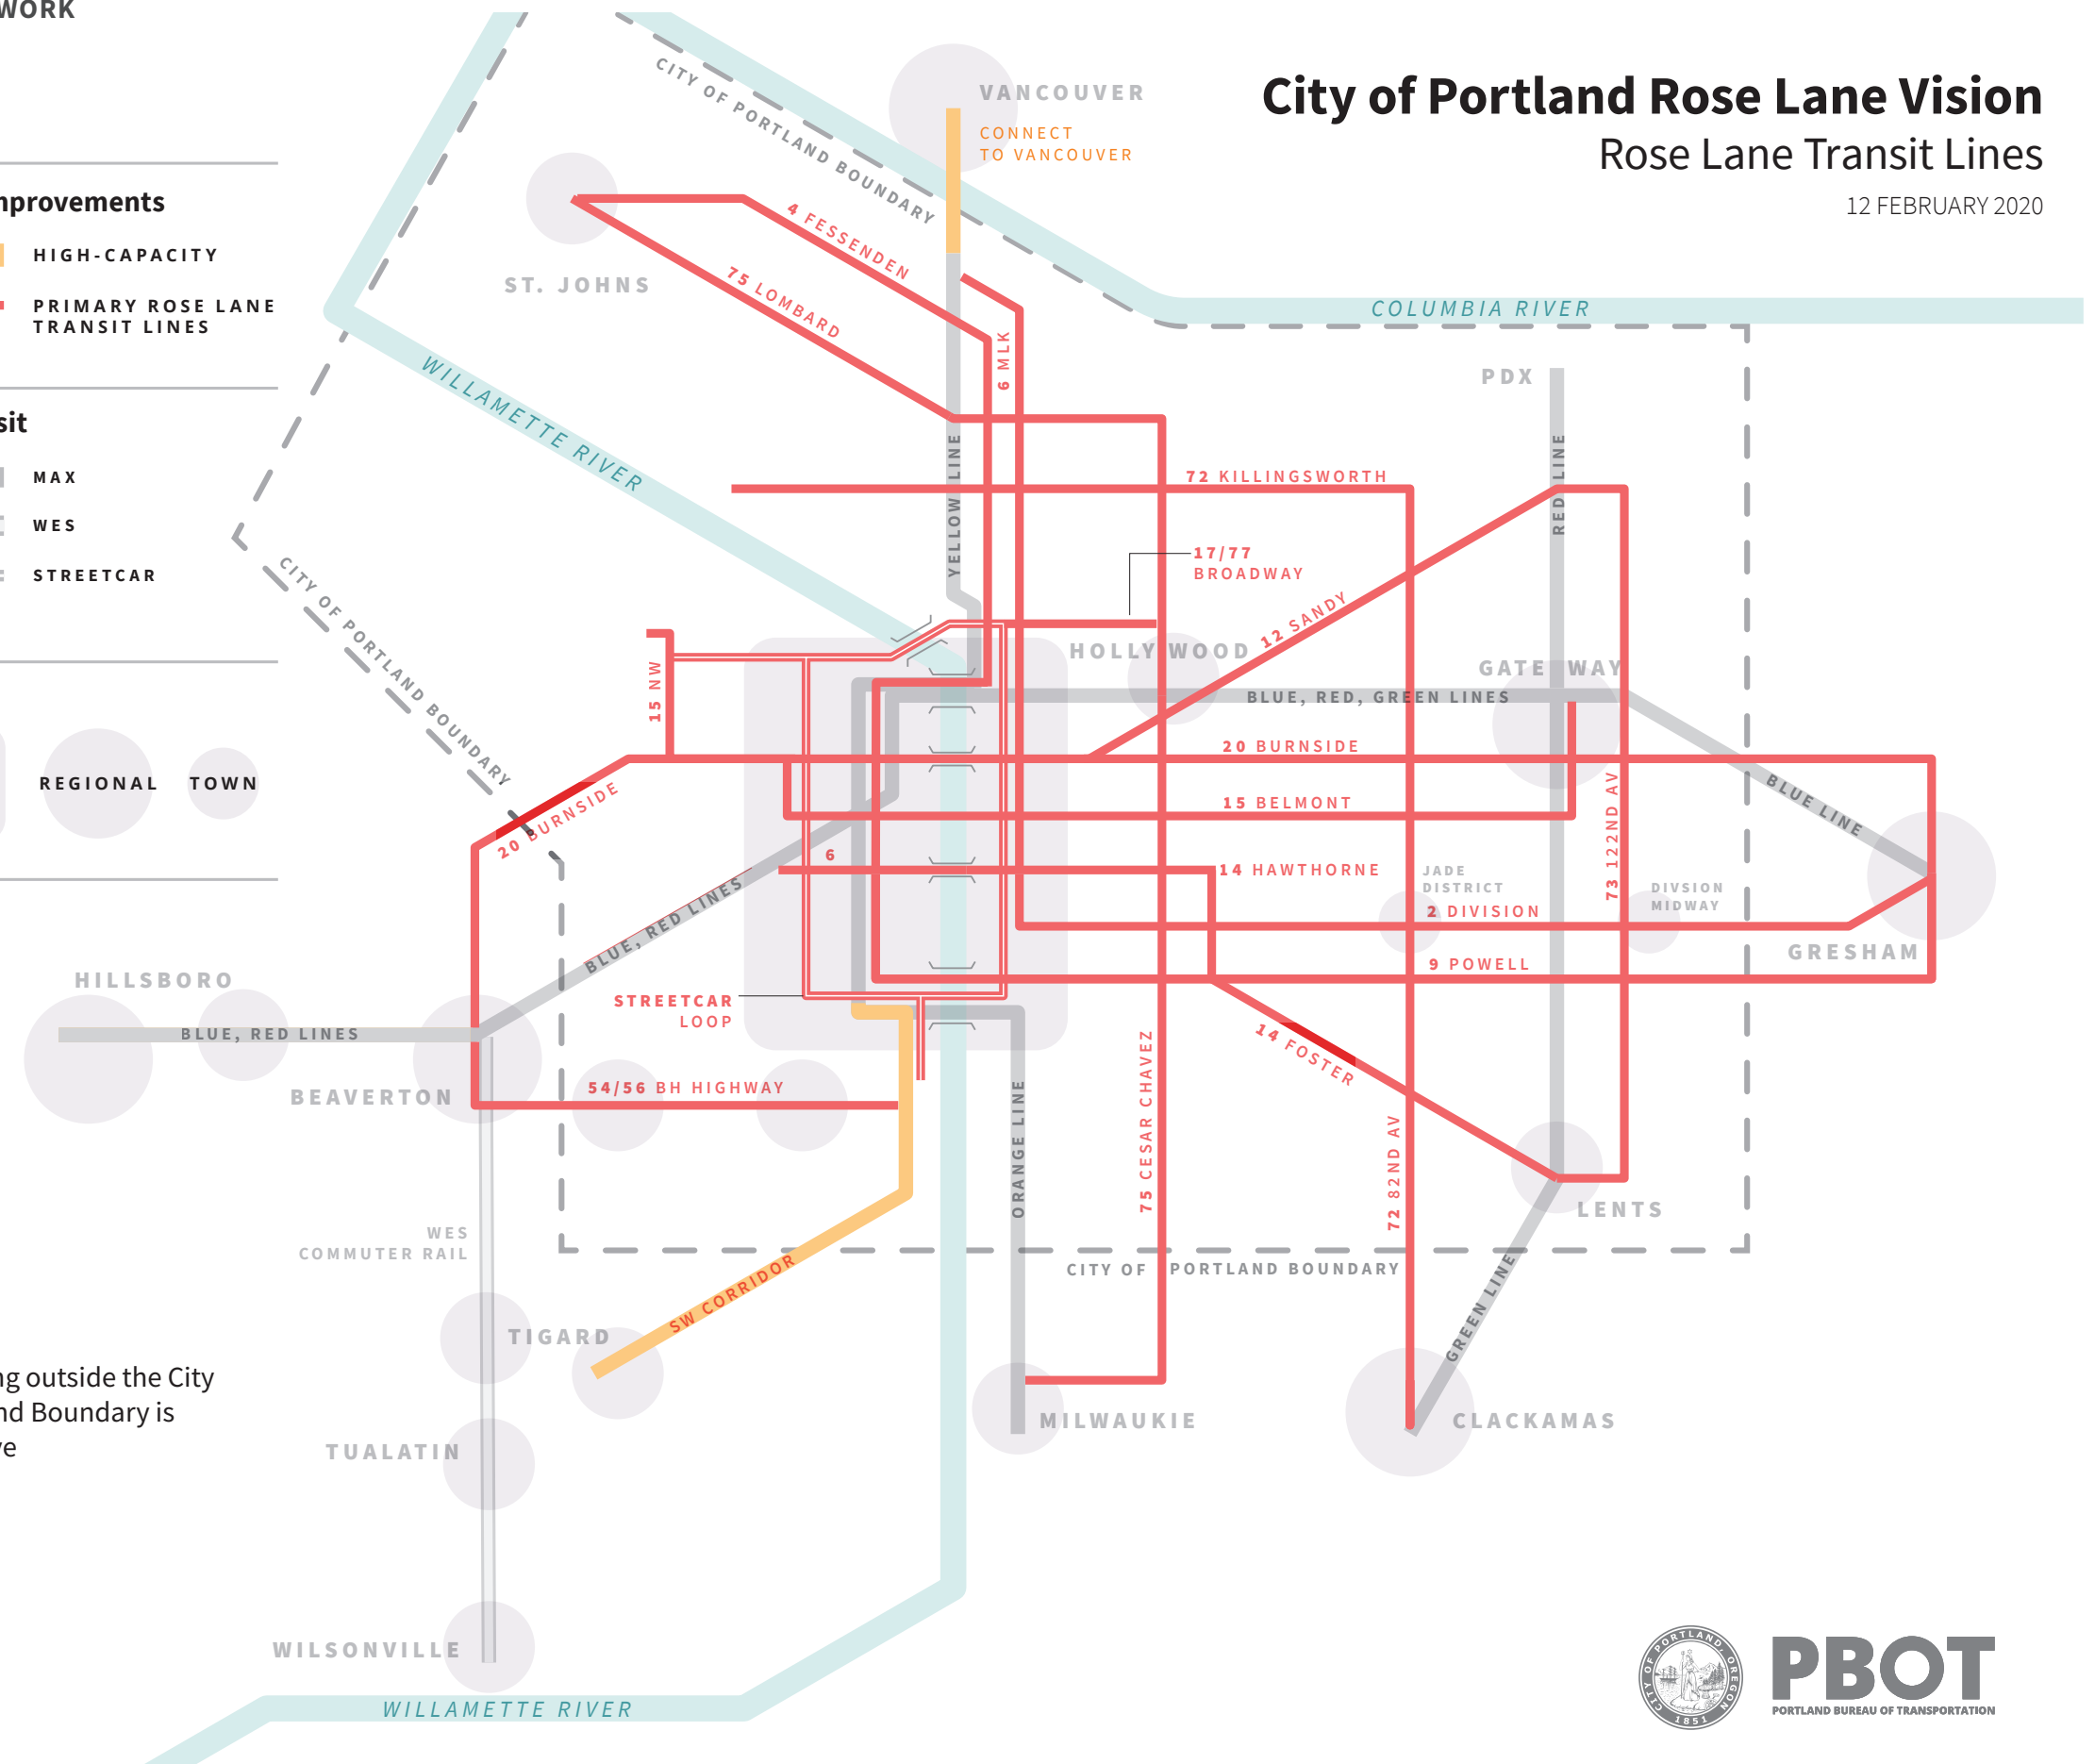 WORK
City of Portland Rose Lane Vision
Rose Lane Transit Lines
12 FEBRUARY 2020
mprovements
HIGH-CAPACITY
PRIMARY ROSE LANE
TRANSIT LINES
sit
MAX
WES
STREETCAR
REGIONAL
TOWN
ng outside the City
nd Boundary is
ve
CITY OF PORTLAND BOUNDARY
VANCOUVER
CONNECT
TO VANCOUVER
4 FESSENDEN
75 LOMBARD
ST. JOHNS
6 MLK
COLUMBIA RIVER
WILLAMETTE RIVER
PDX
YELLOW LINE
RED LINE
72 KILLINGSWORTH
17/77
BROADWAY
CITY OF PORTLAND BOUNDARY
12 SANDY
HOLLYWOOD
GATEWAY
15 NW
BLUE, RED, GREEN LINES
20 BURNSIDE
20 BURNSIDE
15 BELMONT
73 122ND AV
BLUE LINE
6
14 HAWTHORNE
JADE
DISTRICT
DIVSION
MIDWAY
2 DIVISION
BLUE, RED LINES
GRESHAM
9 POWELL
HILLSBORO
STREETCAR
LOOP
BLUE, RED LINES
14 FOSTER
BEAVERTON
54/56 BH HIGHWAY
ORANGE LINE
75 CESAR CHAVEZ
72 82ND AV
LENTS
WES
COMMUTER RAIL
CITY OF PORTLAND BOUNDARY
SW CORRIDOR
GREEN LINE
TIGARD
MILWAUKIE
CLACKAMAS
TUALATIN
WILSONVILLE
WILLAMETTE RIVER
CITY OF PORTLAND, OREGON
1851
PBOT
PORTLAND BUREAU OF TRANSPORTATION